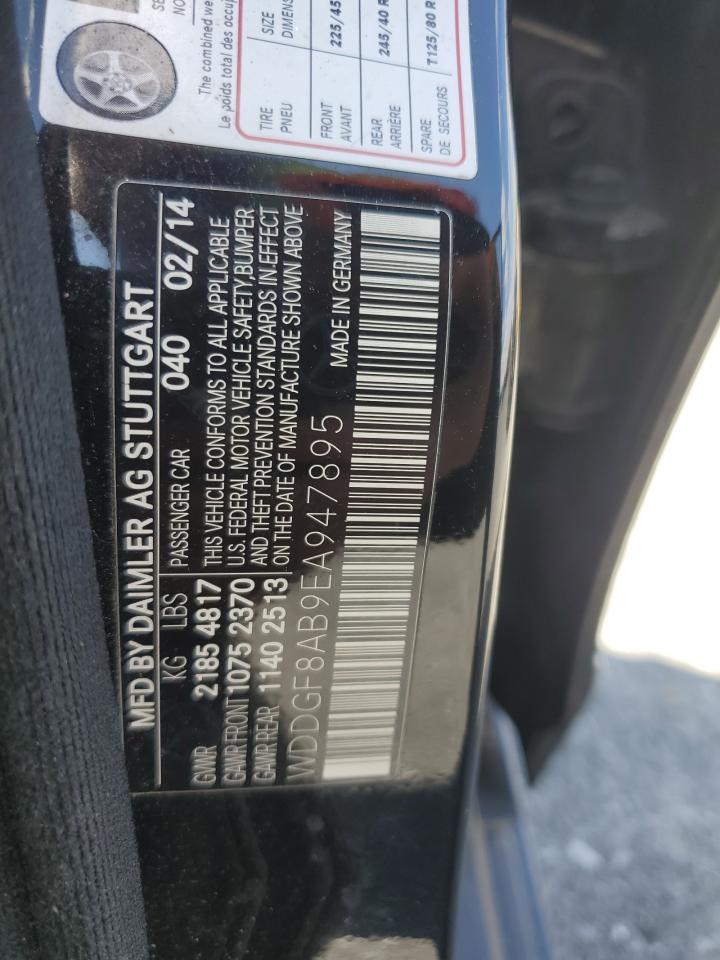 The combined we
Le poids total des occup
TIRE SIZE
PNEU DIMENS
FRONT 225/45
AVANT
REAR 245/40 R
ARRIÈRE
SPARE T125/80 R
DE SECOURS
MFD BY DAIMLER AG STUTTGART
KG LBS PASSENGER CAR 040 02/14
GVWR 2185 4817 THIS VEHICLE CONFORMS TO ALL APPLICABLE
GAWR FRONT 1075 2370 U.S. FEDERAL MOTOR VEHICLE SAFETY, BUMPER
GAWR REAR 1140 2513 AND THEFT PREVENTION STANDARDS IN EFFECT
ON THE DATE OF MANUFACTURE SHOWN ABOVE
WDDGF8AB9EA947895 MADE IN GERMANY